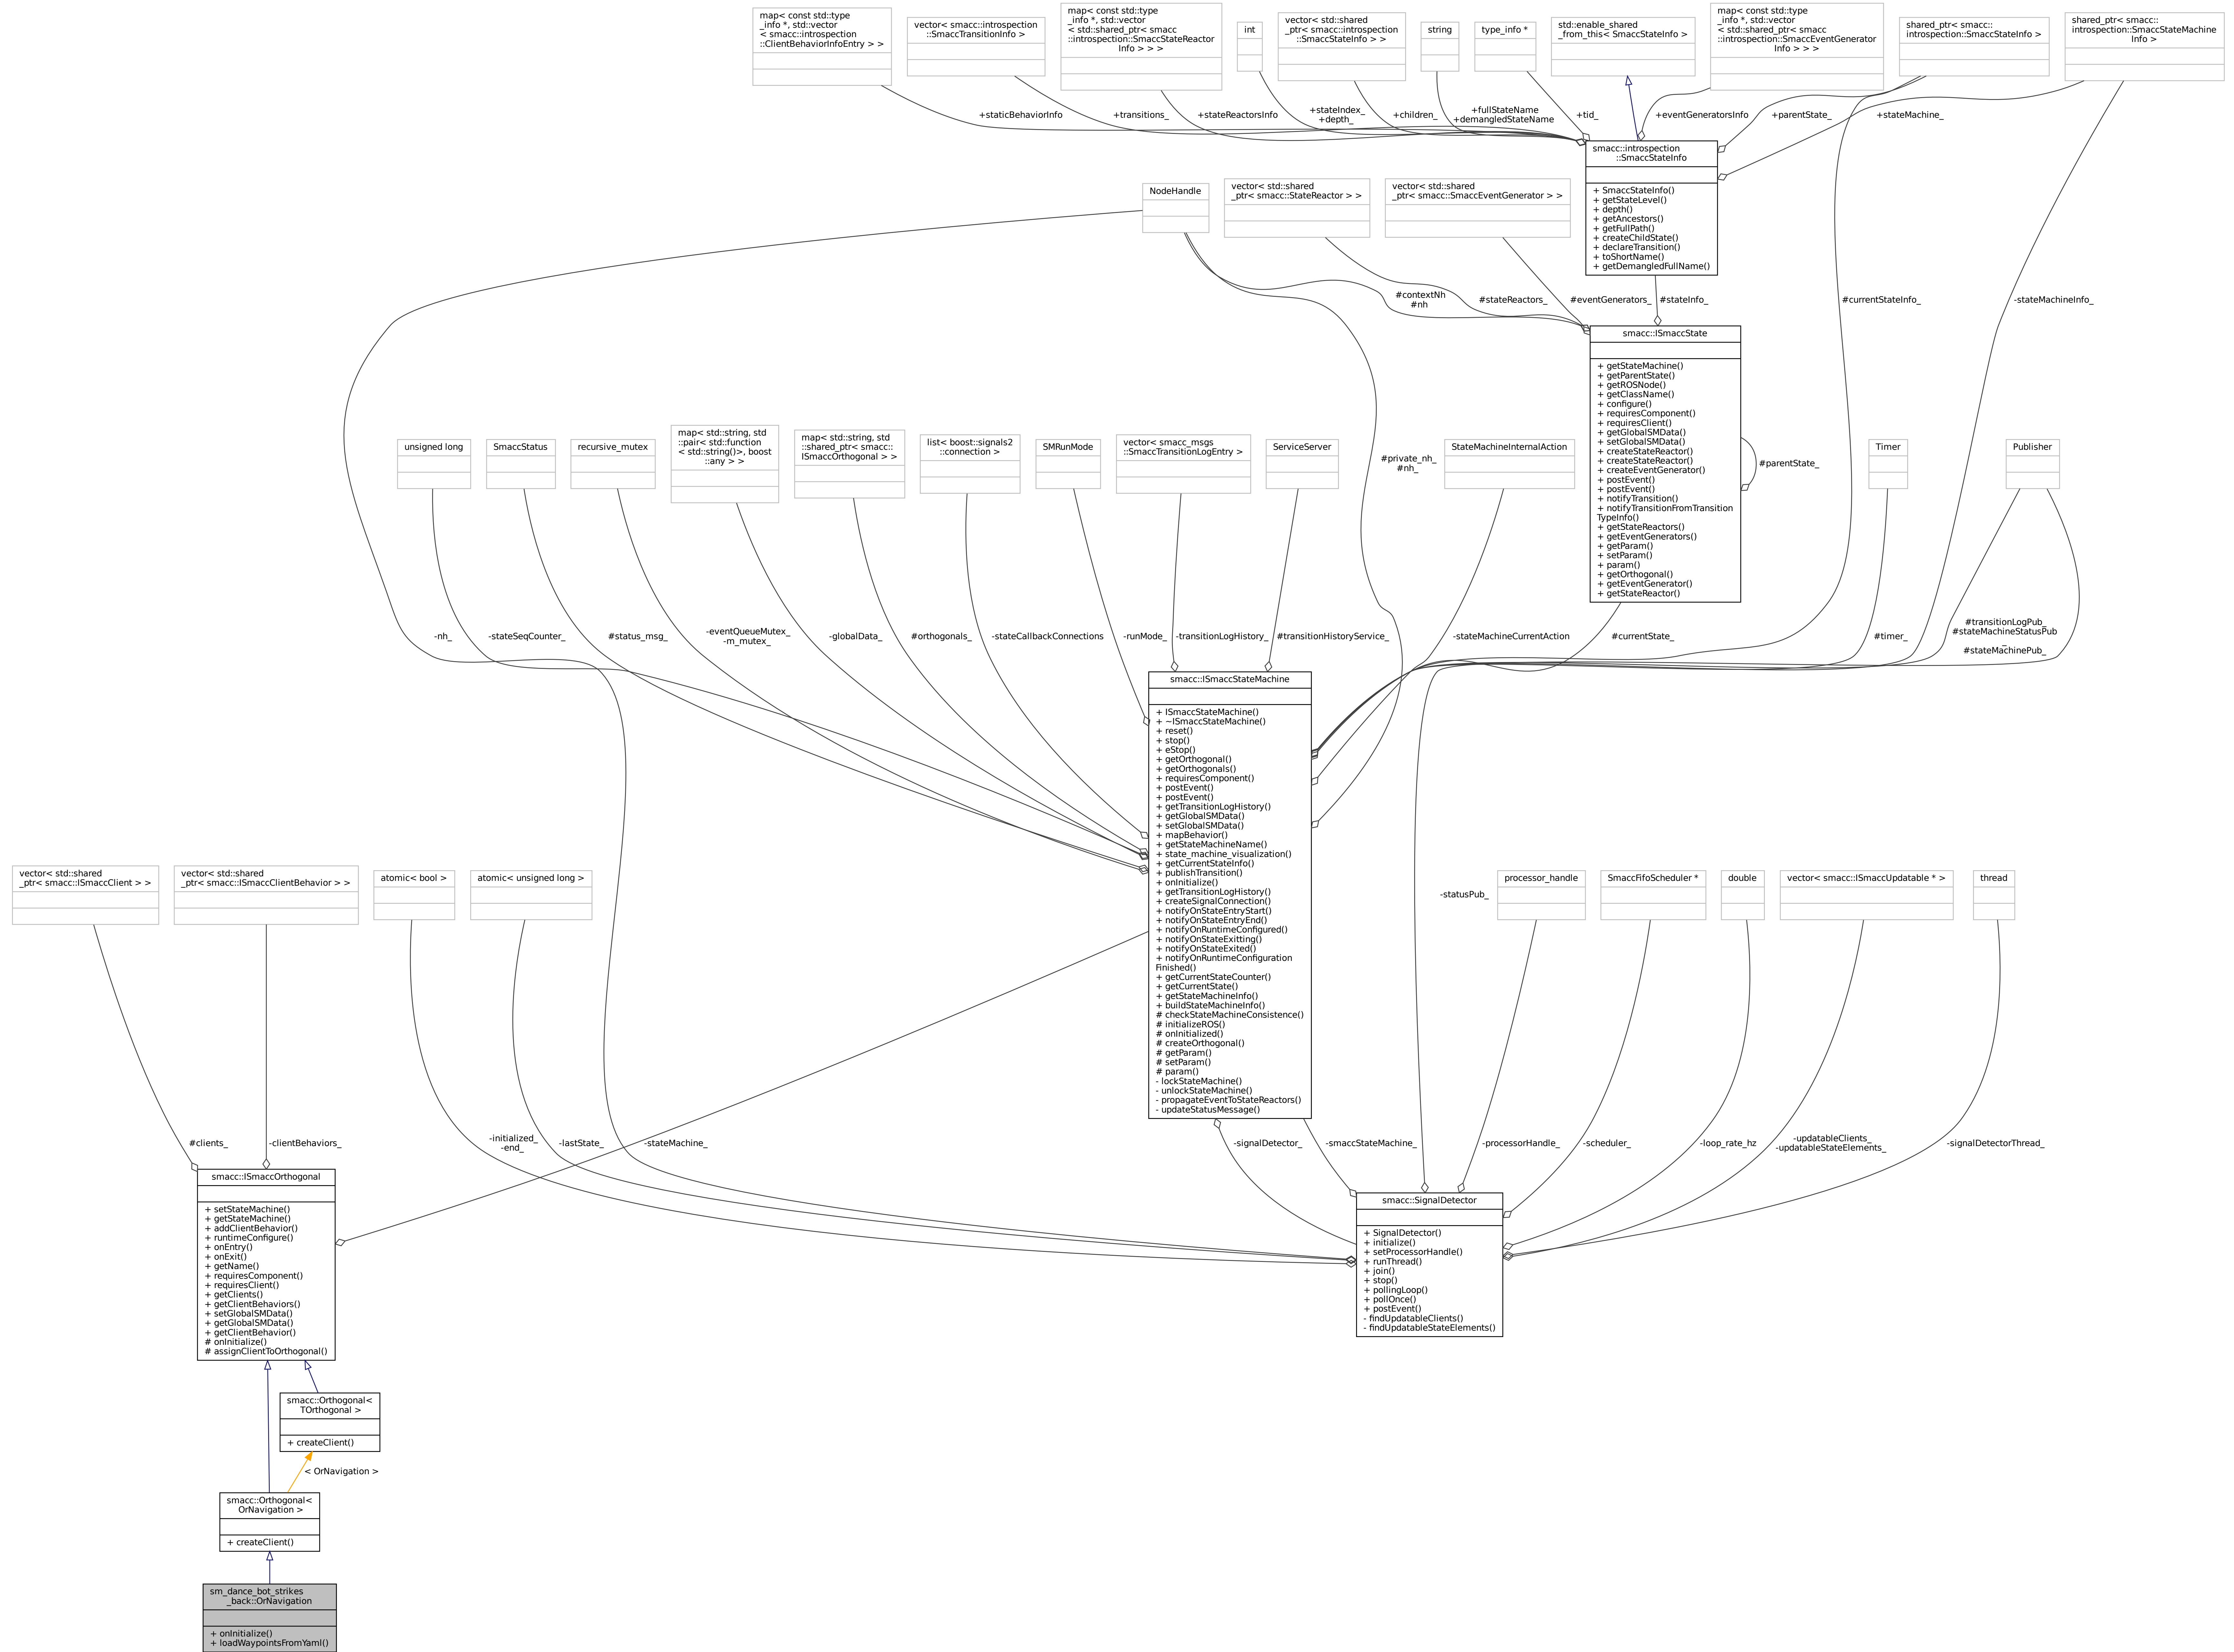 map< const std::type
_info *, std::vector
< smacc::introspection
::ClientBehaviorInfoEntry > >
vector< smacc::introspection
::SmaccTransitionInfo >
map< const std::type
_info *, std::vector
< std::shared_ptr< smacc
::introspection::SmaccStateReactor
Info > > >
int
vector< std::shared
_ptr< smacc::introspection
::SmaccStateInfo > >
string
type_info *
std::enable_shared
_from_this< SmaccStateInfo >
map< const std::type
_info *, std::vector
< std::shared_ptr< smacc
::introspection::SmaccEventGenerator
Info > > >
shared_ptr< smacc::
introspection::SmaccStateInfo >
shared_ptr< smacc::
introspection::SmaccStateMachine
Info >
+staticBehaviorInfo
+transitions_
+stateReactorsInfo
+stateIndex_
+depth_
+children_
+fullStateName
+demangledStateName
+tid_
+eventGeneratorsInfo
+parentState_
+stateMachine_
smacc::introspection
::SmaccStateInfo
+ SmaccStateInfo()
+ getStateLevel()
+ depth()
+ getAncestors()
+ getFullPath()
+ createChildState()
+ declareTransition()
+ toShortName()
+ getDemangledFullName()
NodeHandle
vector< std::shared
_ptr< smacc::StateReactor > >
vector< std::shared
_ptr< smacc::SmaccEventGenerator > >
#contextNh
#nh
#stateReactors_
#eventGenerators_
#stateInfo_
#currentStateInfo_
-stateMachineInfo_
smacc::ISmaccState
+ getStateMachine()
+ getParentState()
+ getROSNode()
+ getClassName()
+ configure()
+ requiresComponent()
+ requiresClient()
+ getGlobalSMData()
+ setGlobalSMData()
+ createStateReactor()
+ createStateReactor()
+ createEventGenerator()
+ postEvent()
+ postEvent()
+ notifyTransition()
+ notifyTransitionFromTransition
TypeInfo()
+ getStateReactors()
+ getEventGenerators()
+ getParam()
+ setParam()
+ param()
+ getOrthogonal()
+ getEventGenerator()
+ getStateReactor()
#parentState_
unsigned long
SmaccStatus
recursive_mutex
map< std::string, std
::pair< std::function
< std::string()>, boost
::any > >
map< std::string, std
::shared_ptr< smacc::
ISmaccOrthogonal > >
list< boost::signals2
::connection >
SMRunMode
vector< smacc_msgs
::SmaccTransitionLogEntry >
ServiceServer
#private_nh_
#nh_
StateMachineInternalAction
Timer
Publisher
-nh_
-stateSeqCounter_
#status_msg_
-eventQueueMutex_
-m_mutex_
-globalData_
#orthogonals_
-stateCallbackConnections
-runMode_
-transitionLogHistory_
#transitionHistoryService_
-stateMachineCurrentAction
#currentState_
#timer_
#transitionLogPub_
#stateMachineStatusPub
_
#stateMachinePub_
smacc::ISmaccStateMachine
+ ISmaccStateMachine()
+ ~ISmaccStateMachine()
+ reset()
+ stop()
+ eStop()
+ getOrthogonal()
+ getOrthogonals()
+ requiresComponent()
+ postEvent()
+ postEvent()
+ getTransitionLogHistory()
+ getGlobalSMData()
+ setGlobalSMData()
+ mapBehavior()
+ getStateMachineName()
+ state_machine_visualization()
+ getCurrentStateInfo()
+ publishTransition()
+ onInitialize()
+ getTransitionLogHistory()
+ createSignalConnection()
+ notifyOnStateEntryStart()
+ notifyOnStateEntryEnd()
+ notifyOnRuntimeConfigured()
+ notifyOnStateExitting()
+ notifyOnStateExited()
+ notifyOnRuntimeConfiguration
Finished()
+ getCurrentStateCounter()
+ getCurrentState()
+ getStateMachineInfo()
+ buildStateMachineInfo()
# checkStateMachineConsistence()
# initializeROS()
# onInitialized()
# createOrthogonal()
# getParam()
# setParam()
# param()
- lockStateMachine()
- unlockStateMachine()
- propagateEventToStateReactors()
- updateStatusMessage()
vector< std::shared
_ptr< smacc::ISmaccClient > >
vector< std::shared
_ptr< smacc::ISmaccClientBehavior > >
atomic< bool >
atomic< unsigned long >
-statusPub_
processor_handle
SmaccFifoScheduler *
double
vector< smacc::ISmaccUpdatable * >
thread
#clients_
-clientBehaviors_
-initialized_
-end_
-lastState_
-stateMachine_
-signalDetector_
-smaccStateMachine_
-processorHandle_
-scheduler_
-loop_rate_hz
-updatableClients_
-updatableStateElements_
-signalDetectorThread_
smacc::ISmaccOrthogonal
+ setStateMachine()
+ getStateMachine()
+ addClientBehavior()
+ runtimeConfigure()
+ onEntry()
+ onExit()
+ getName()
+ requiresComponent()
+ requiresClient()
+ getClients()
+ getClientBehaviors()
+ setGlobalSMData()
+ getGlobalSMData()
+ getClientBehavior()
# onInitialize()
# assignClientToOrthogonal()
smacc::SignalDetector
+ SignalDetector()
+ initialize()
+ setProcessorHandle()
+ runThread()
+ join()
+ stop()
+ pollingLoop()
+ pollOnce()
+ postEvent()
- findUpdatableClients()
- findUpdatableStateElements()
smacc::Orthogonal<
TOrthogonal >
+ createClient()
< OrNavigation >
smacc::Orthogonal<
OrNavigation >
+ createClient()
sm_dance_bot_strikes
_back::OrNavigation
+ onInitialize()
+ loadWaypointsFromYaml()